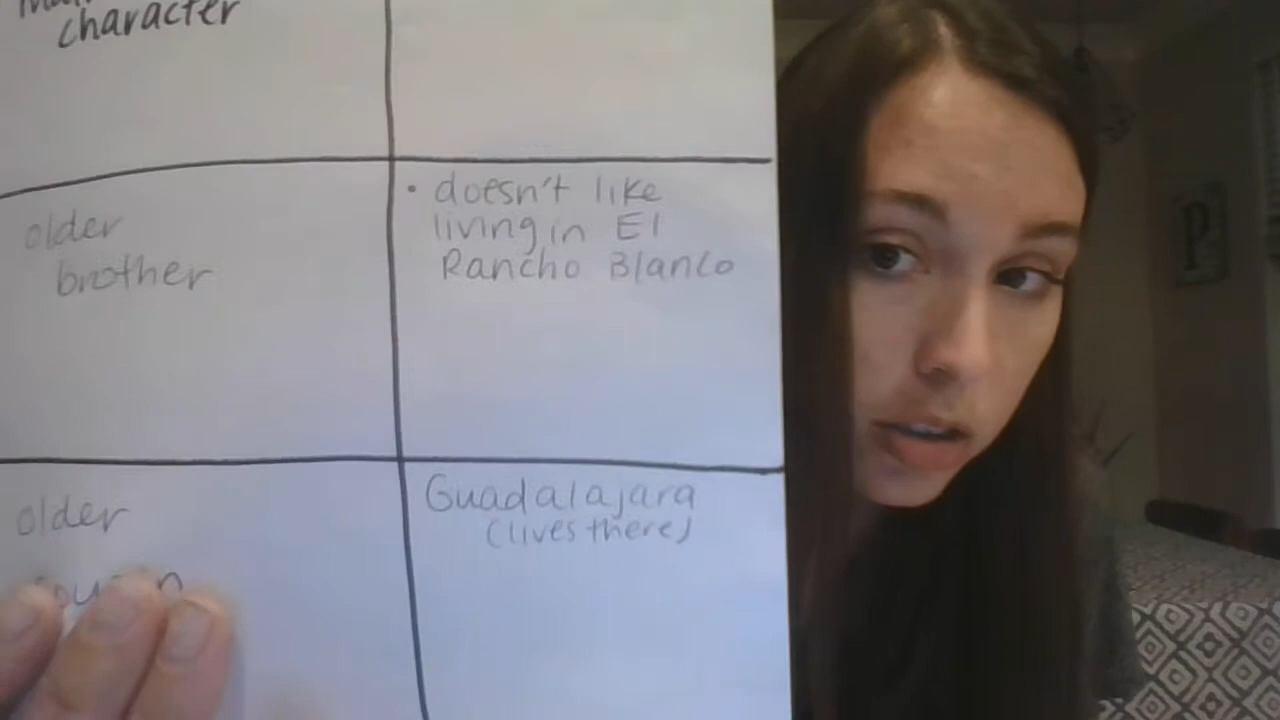 character
older
brother
• doesn't like
living in El
Rancho Blanco
older
Guadalajara
(lives there)
P